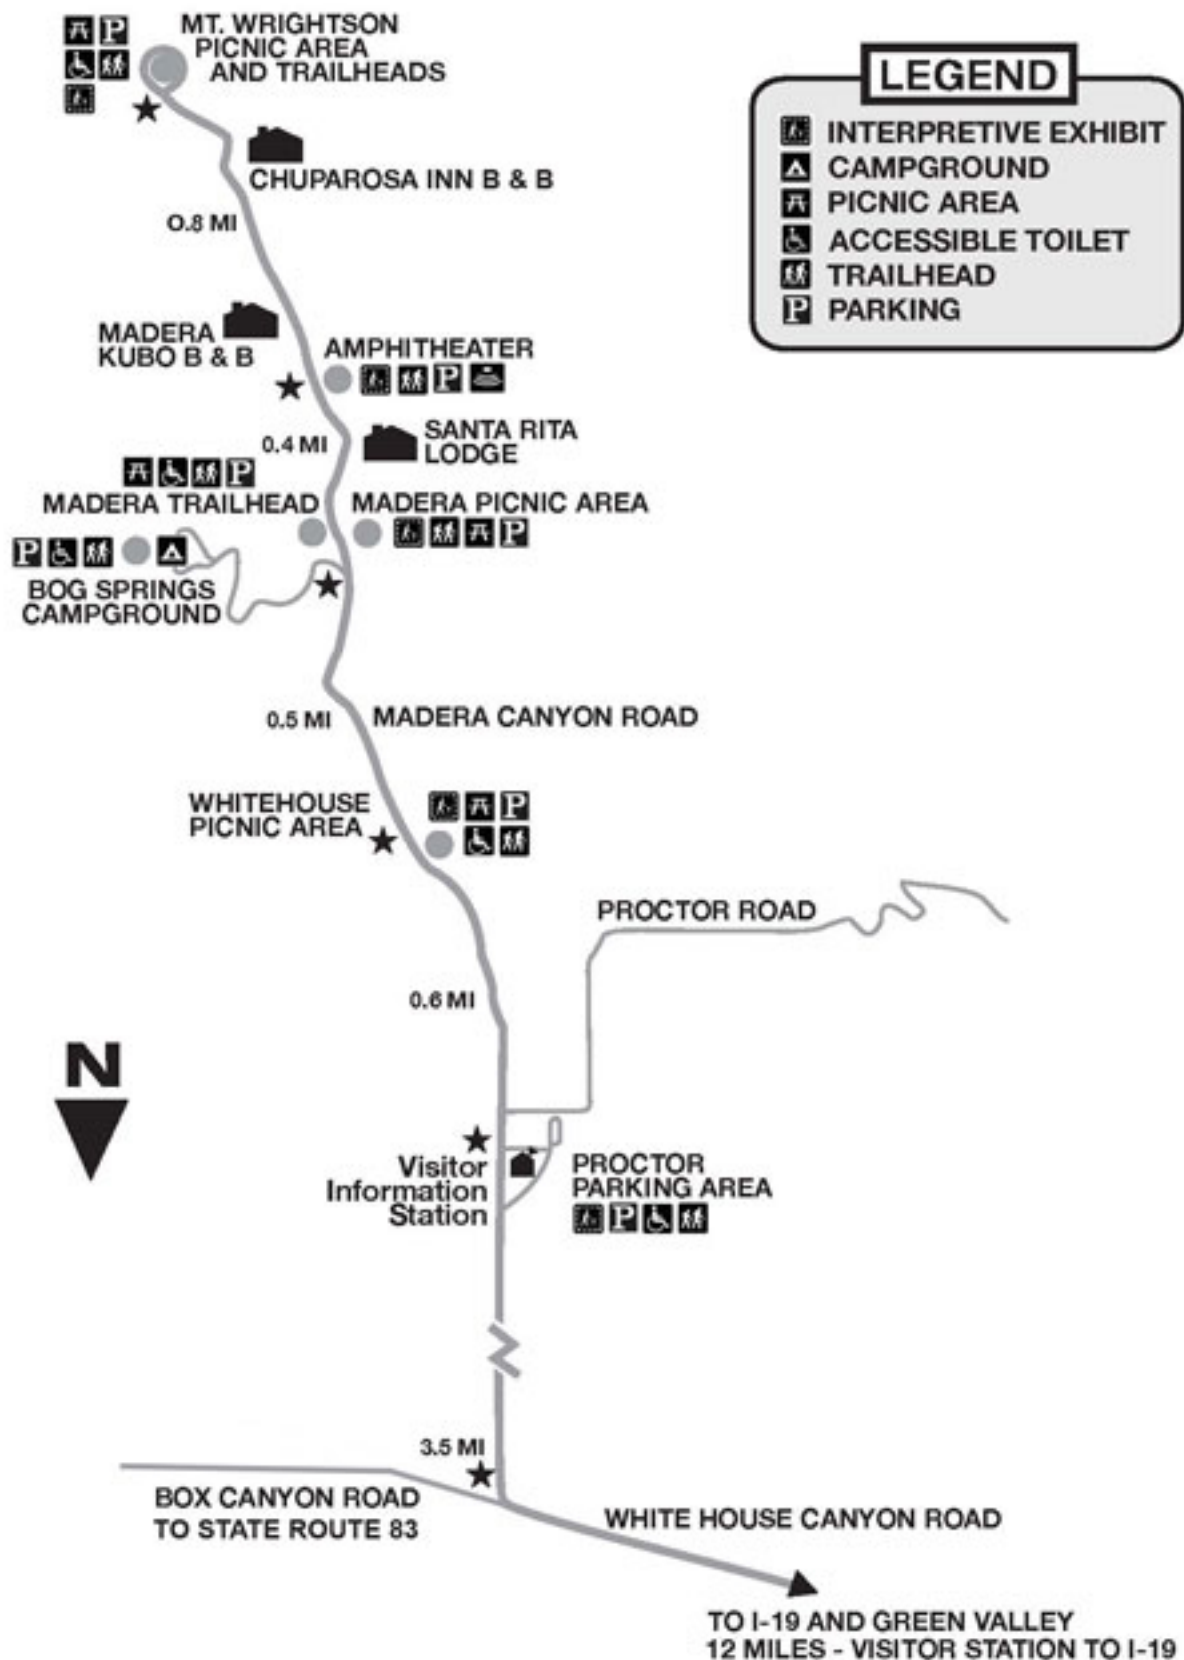 MT. WRIGHTSON
PICNIC AREA
AND TRAILHEADS
P
LEGEND
INTERPRETIVE EXHIBIT
CAMPGROUND
PICNIC AREA
ACCESSIBLE TOILET
TRAILHEAD
P PARKING
CHUPAROSA INN B & B
0.8 MI
MADERA
KUBO B & B
AMPHITHEATER
P
0.4 MI
SANTA RITA
LODGE
P
MADERA TRAILHEAD
MADERA PICNIC AREA
P
P
BOG SPRINGS
CAMPGROUND
0.5 MI
MADERA CANYON ROAD
WHITEHOUSE
PICNIC AREA
P
PROCTOR ROAD
0.6 MI
N
Visitor
Information
Station
PROCTOR
PARKING AREA
P
3.5 MI
BOX CANYON ROAD
TO STATE ROUTE 83
WHITE HOUSE CANYON ROAD
TO I-19 AND GREEN VALLEY
12 MILES - VISITOR STATION TO I-19